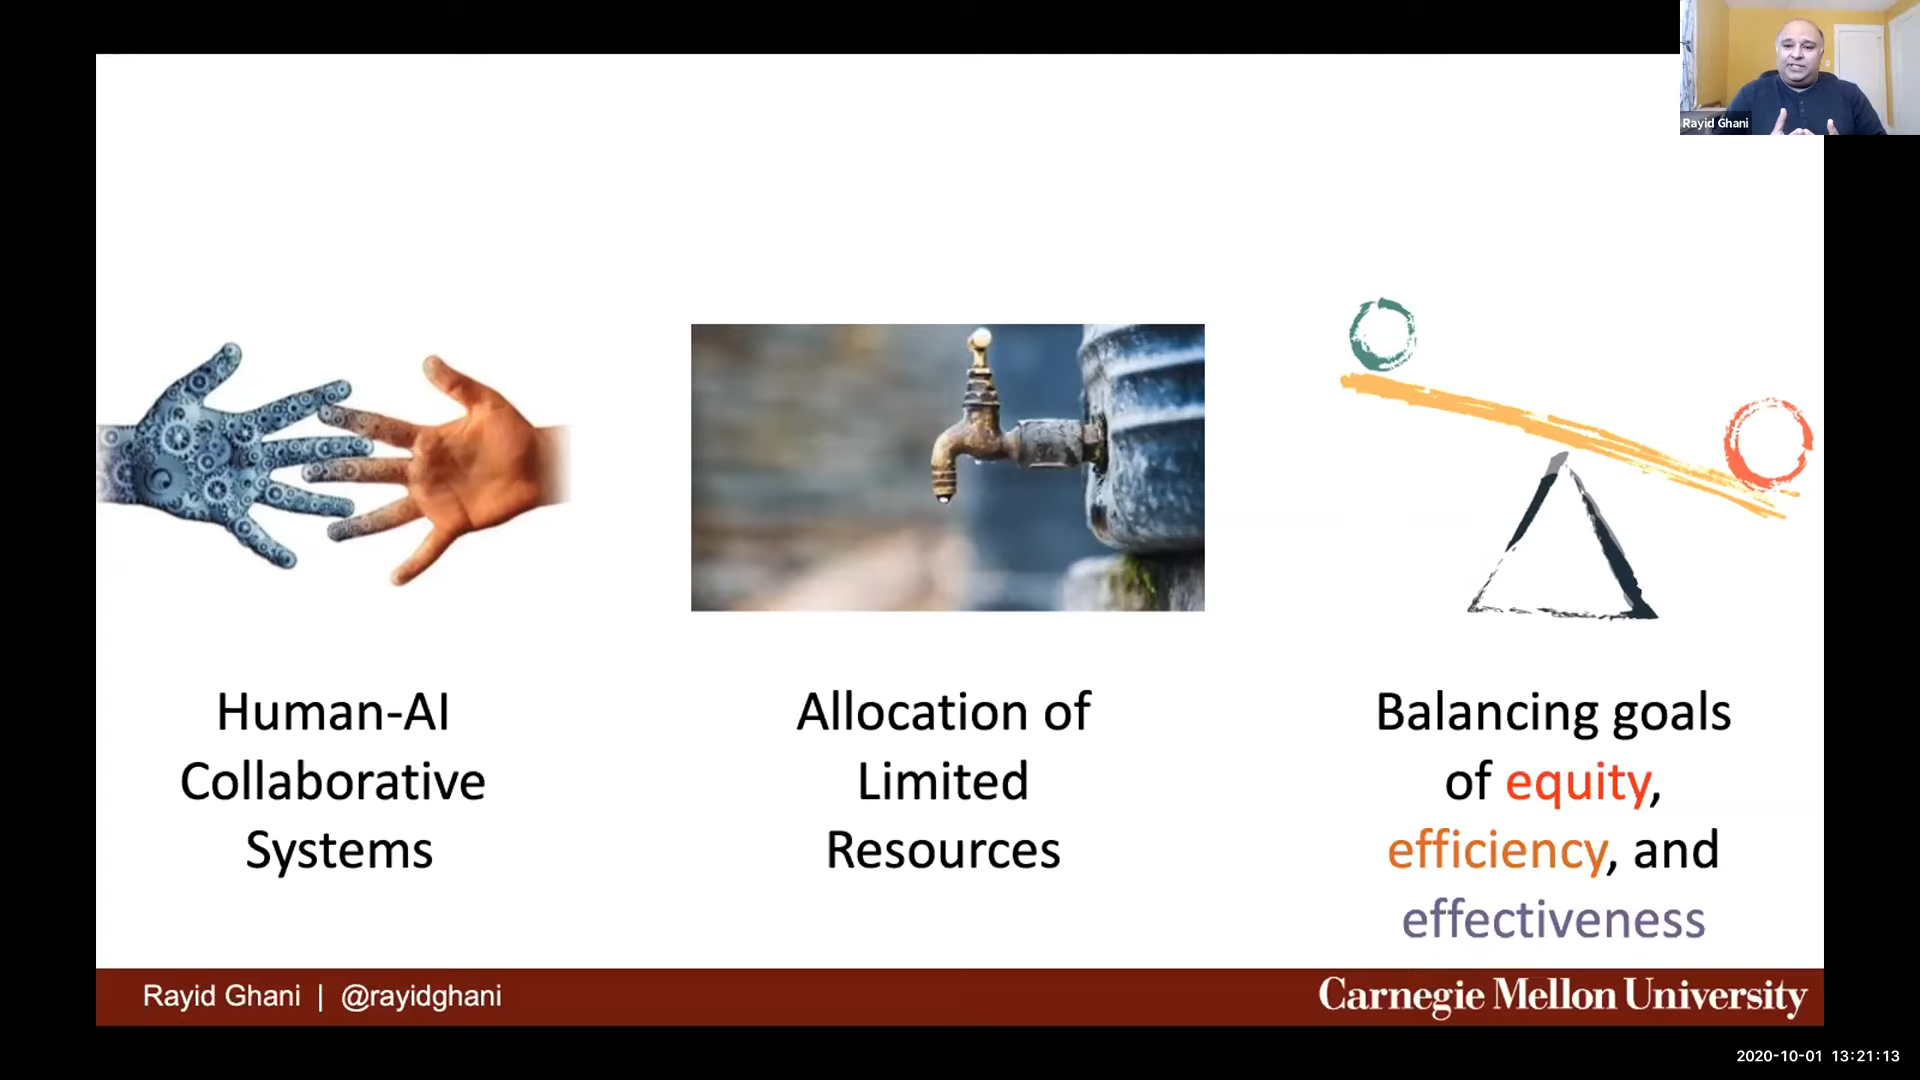 Rayid Ghani
Human-AI
Collaborative
Systems
Allocation of
Limited
Resources
Balancing goals
of equity,
efficiency, and
effectiveness
Rayid Ghani | @rayidghani
Carnegie Mellon University
2020-10-01 13:21:13